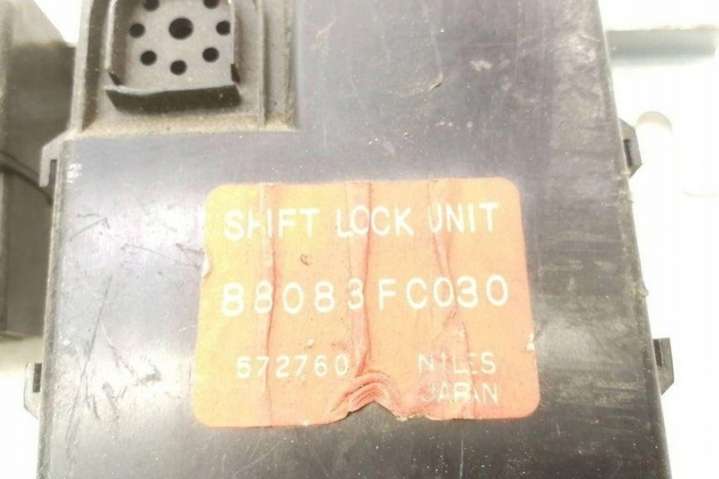 SHIFT LOCK UNIT
88083FC030
572760 NILES
JAPAN